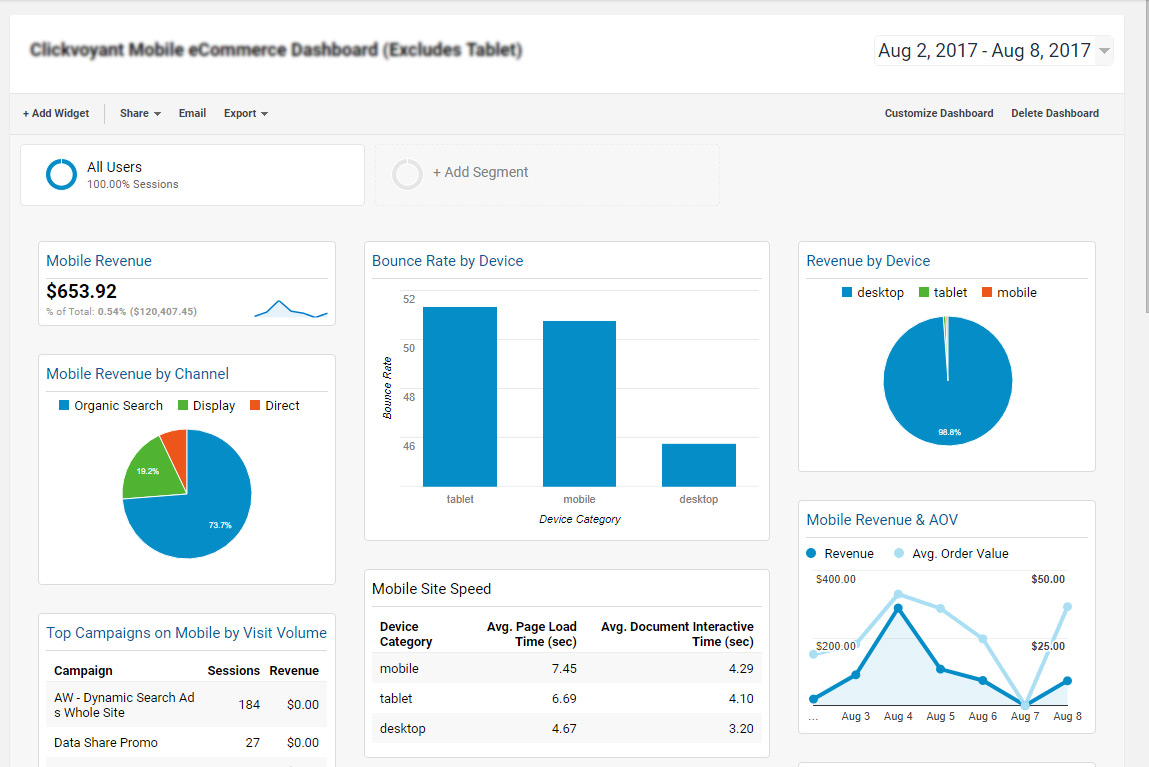 Clickvoyant Mobile eCommerce Dashboard (Excludes Tablet)
Aug 2, 2017 - Aug 8, 2017
+ Add Widget
Share
Email
Export
Customize Dashboard
Delete Dashboard
All Users
100.00% Sessions
+ Add Segment
Mobile Revenue
$653.92
% of Total: 0.54% ($120,407.45)
Mobile Revenue by Channel
Organic Search
Display
Direct
19.2%
73.7%
Top Campaigns on Mobile by Visit Volume
Campaign Sessions Revenue
AW - Dynamic Search Ad
s Whole Site 184 $0.00
Data Share Promo 27 $0.00
Bounce Rate by Device
52
50
48
46
Bounce Rate
tablet
mobile
desktop
Device Category
Mobile Site Speed
Device
Category
Avg. Page Load
Time (sec)
Avg. Document Interactive
Time (sec)
mobile 7.45 4.29
tablet 6.69 4.10
desktop 4.67 3.20
Revenue by Device
desktop
tablet
mobile
98.8%
Mobile Revenue & AOV
Revenue
Avg. Order Value
$400.00
$50.00
$200.00
$25.00
... Aug 3 Aug 4 Aug 5 Aug 6 Aug 7 Aug 8